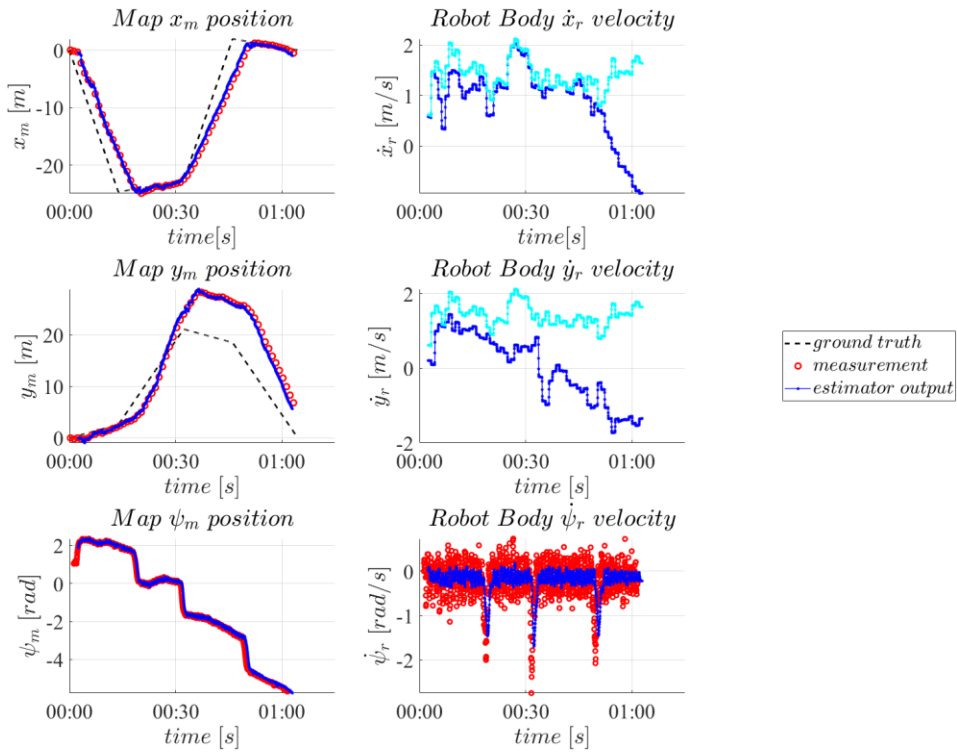 Map x_m position
Robot Body ẋ_r velocity
x_m [m]
0
-10
-20
00:00
00:30
01:00
time[s]
ẋ_r [m/s]
2
1
0
00:00
00:30
01:00
time[s]
Map y_m position
Robot Body ẏ_r velocity
y_m [m]
20
10
0
00:00
00:30
01:00
time [s]
ẏ_r [m/s]
2
0
-2
00:00
00:30
01:00
time [s]
ground truth
measurement
estimator output
Map ψ_m position
Robot Body ψ̇_r velocity
ψ_m [rad]
2
0
-2
-4
00:00
00:30
01:00
time [s]
ψ̇_r [rad/s]
0
-1
-2
00:00
00:30
01:00
time [s]